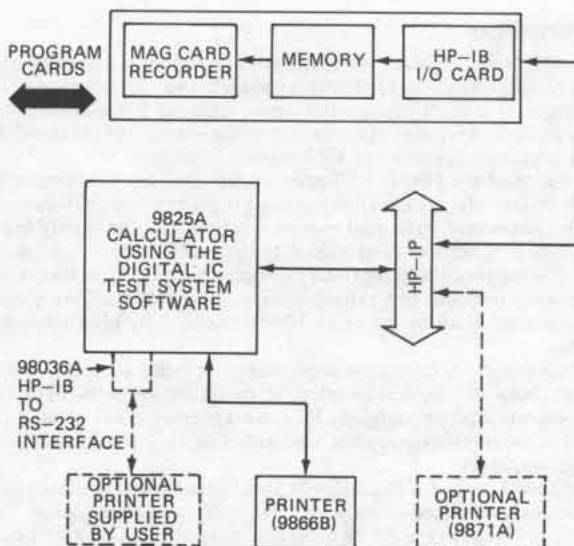 PROGRAM
CARDS
MAG CARD
RECORDER
MEMORY
HP-IB
I/O CARD
9825A
CALCULATOR
USING THE
DIGITAL IC
TEST SYSTEM
SOFTWARE
HP-IP
98036A
HP-IB
TO
RS-232
INTERFACE
OPTIONAL
PRINTER
SUPPLIED
BY USER
PRINTER
(9866B)
OPTIONAL
PRINTER
(9871A)